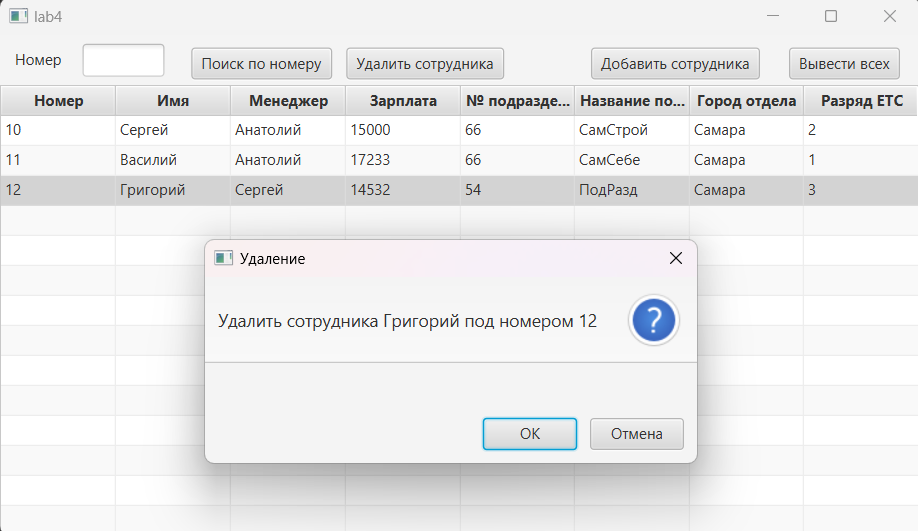 lab4
Номер Поиск по номеру Удалить сотрудника Добавить сотрудника Вывести всех
Номер Имя Менеджер Зарплата № подразде... Название по... Город отдела Разряд ЕТС
10 Сергей Анатолий 15000 66 СамСтрой Самара 2
11 Василий Анатолий 17233 66 СамСебе Самара 1
12 Григорий Сергей 14532 54 ПодРазд Самара 3
Удаление
Удалить сотрудника Григорий под номером 12
?
OK Отмена